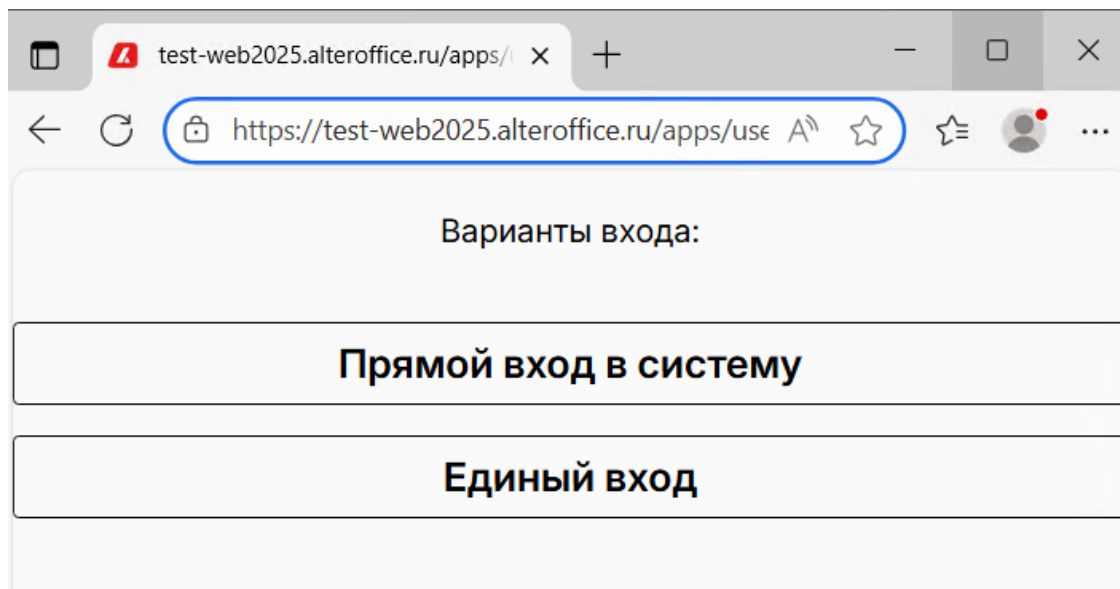 test-web2025.alteroffice.ru/apps/
https://test-web2025.alteroffice.ru/apps/use
Варианты входа:
Прямой вход в систему
Единый вход